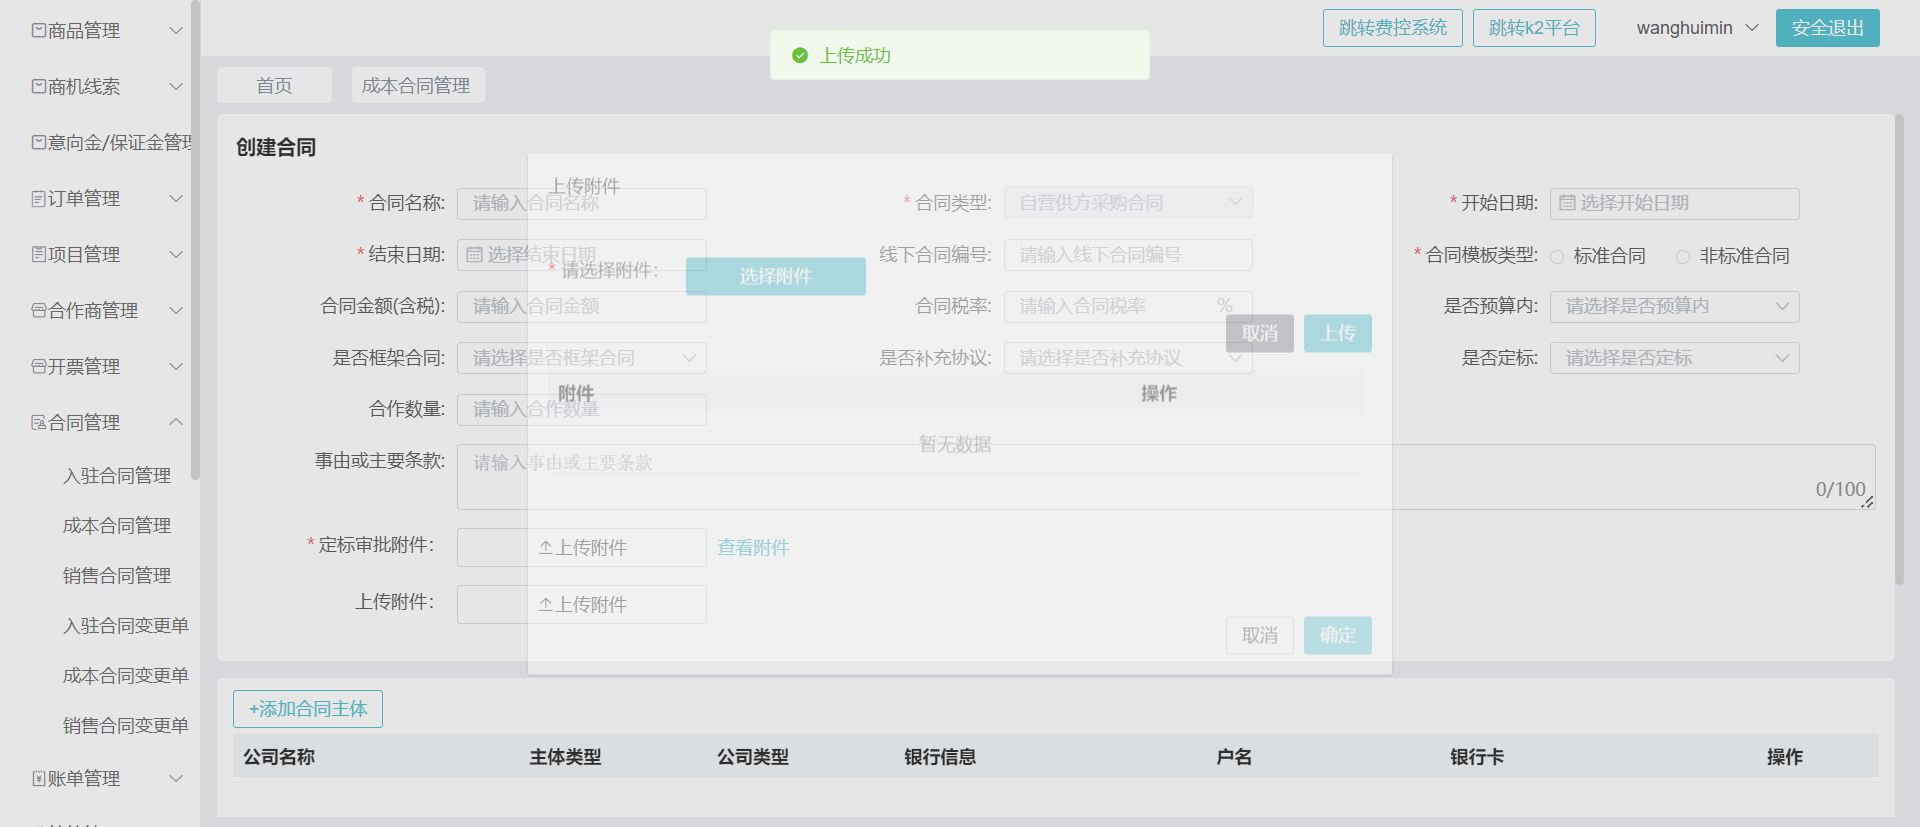 商品管理
商机线索
意向金/保证金管理
订单管理
项目管理
合作商管理
开票管理
合同管理
入驻合同管理
成本合同管理
销售合同管理
入驻合同变更单
成本合同变更单
销售合同变更单
账单管理
跳转费控系统 跳转k2平台 wanghuimin 安全退出
上传成功
首页 成本合同管理
创建合同
* 合同名称: 请输入合同名称 * 合同类型: 自营供方采购合同 * 开始日期: 选择开始日期
* 结束日期: 选择结束日期 线下合同编号: 请输入线下合同编号 * 合同模板类型: 标准合同 非标准合同
合同金额(含税): 请输入合同金额 合同税率: 请输入合同税率 % 是否预算内: 请选择是否预算内
是否框架合同: 请选择是否框架合同 是否补充协议: 请选择是否补充协议 是否定标: 请选择是否定标
合作数量: 请输入合作数量
事由或主要条款: 请输入事由或主要条款
0/100
* 定标审批附件: 上传附件 查看附件
上传附件: 上传附件
上传附件
* 请选择附件: 选择附件
取消 上传
附件 操作
暂无数据
取消 确定
+添加合同主体
公司名称 主体类型 公司类型 银行信息 户名 银行卡 操作